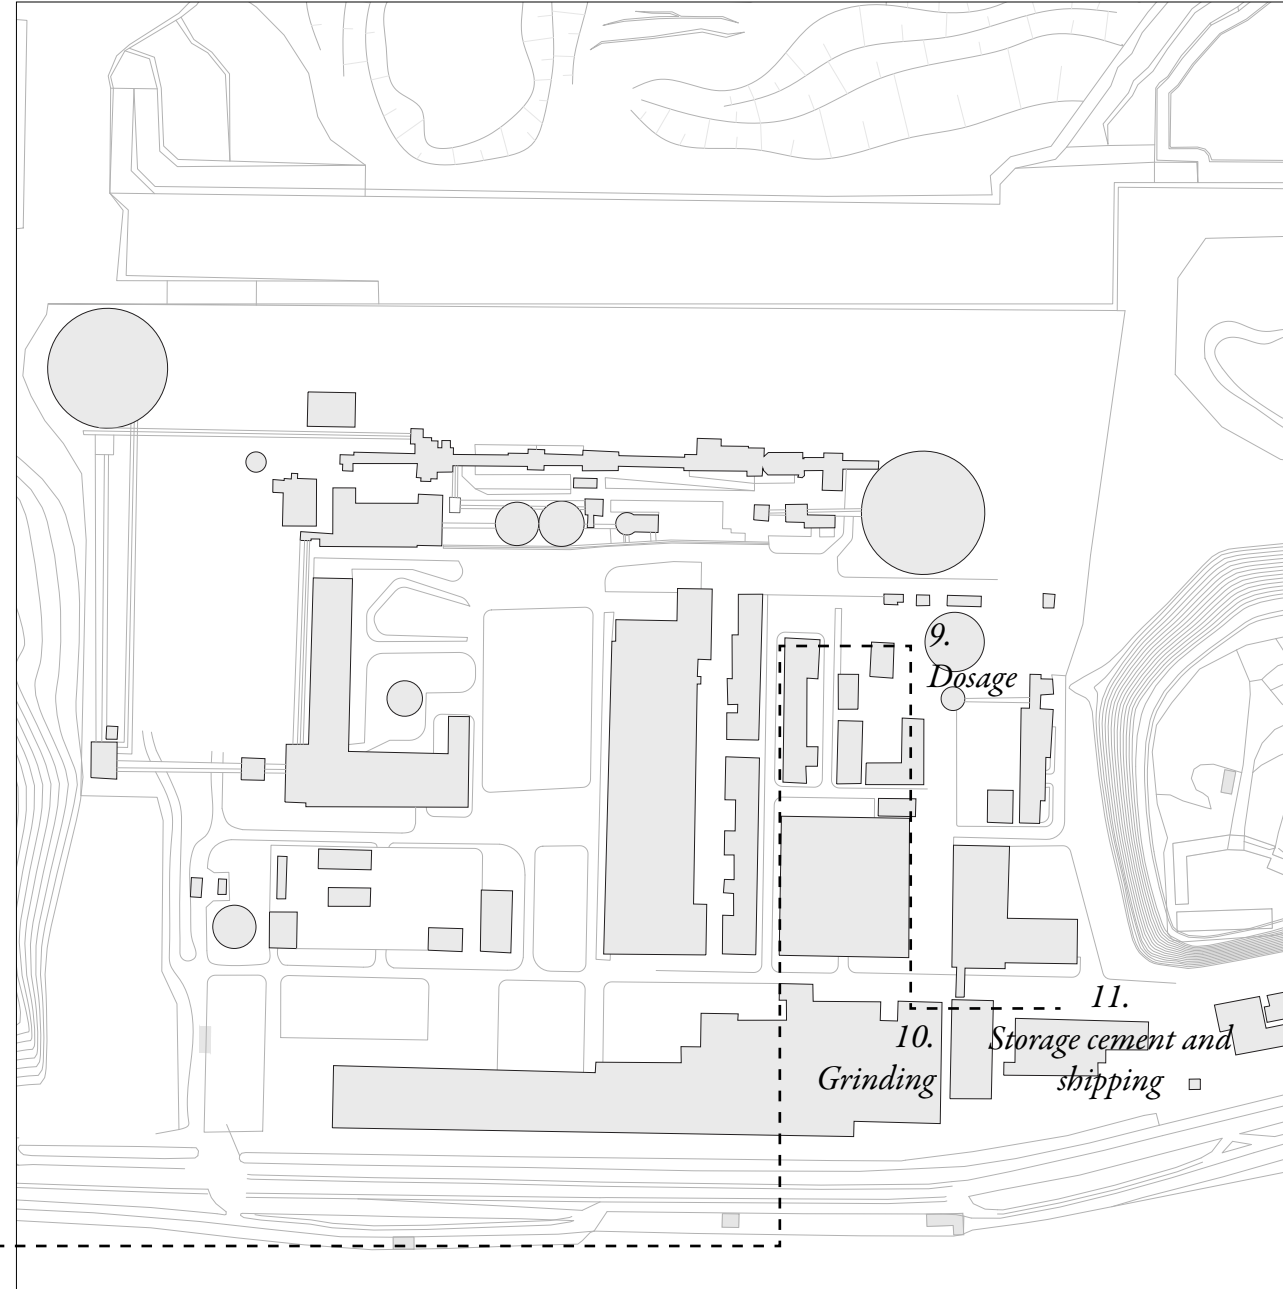 9.
Dosage
10.
Grinding
11.
Storage cement and
shipping